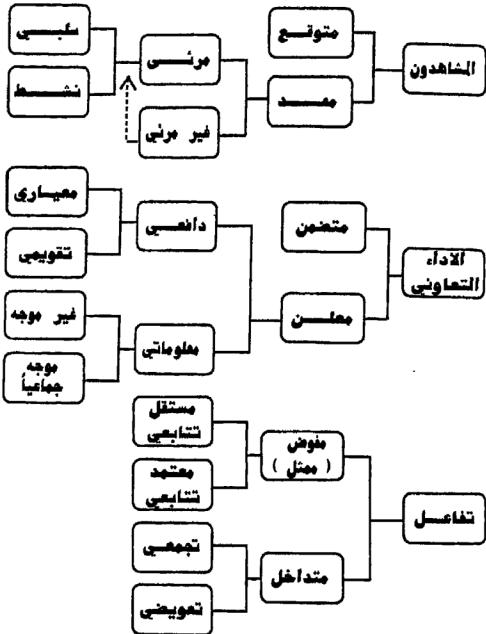 المشاهدون
متوقع
معد
مرئي
غير مرئي
سلبي
نشط
الاداء
التعاوني
متضمن
معلن
دافعي
معلوماتي
معياري
تقويمي
غير موجه
موجه
جماعياً
تفاعل
مفوض
( ممثل )
متداخل
مستقل
تتابعي
معتمد
تتابعي
تجمعي
تعويضي